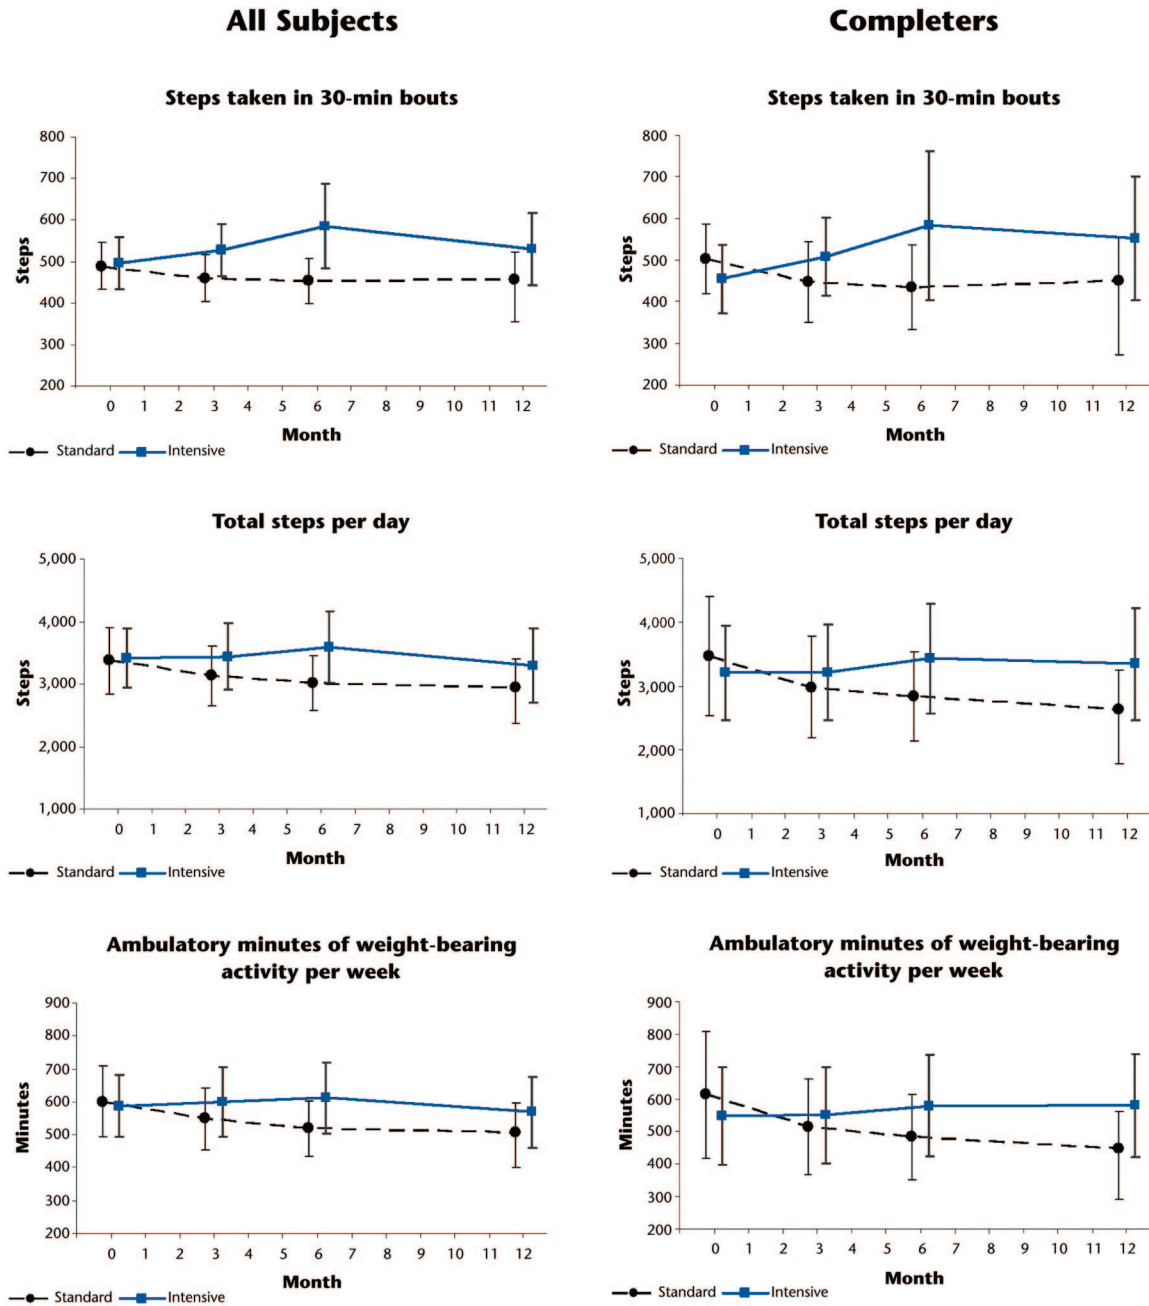 All Subjects
Completers
Steps taken in 30-min bouts
800
700
600
500
400
300
200
Steps
0 1 2 3 4 5 6 7 8 9 10 11 12
Month
Standard Intensive
Steps taken in 30-min bouts
800
700
600
500
400
300
200
Steps
0 1 2 3 4 5 6 7 8 9 10 11 12
Month
Standard Intensive
Total steps per day
5,000
4,000
3,000
2,000
1,000
Steps
0 1 2 3 4 5 6 7 8 9 10 11 12
Month
Standard Intensive
Total steps per day
5,000
4,000
3,000
2,000
1,000
Steps
0 1 2 3 4 5 6 7 8 9 10 11 12
Month
Standard Intensive
Ambulatory minutes of weight-bearing
activity per week
900
800
700
600
500
400
300
200
Minutes
0 1 2 3 4 5 6 7 8 9 10 11 12
Month
Standard Intensive
Ambulatory minutes of weight-bearing
activity per week
900
800
700
600
500
400
300
200
Minutes
0 1 2 3 4 5 6 7 8 9 10 11 12
Month
Standard Intensive